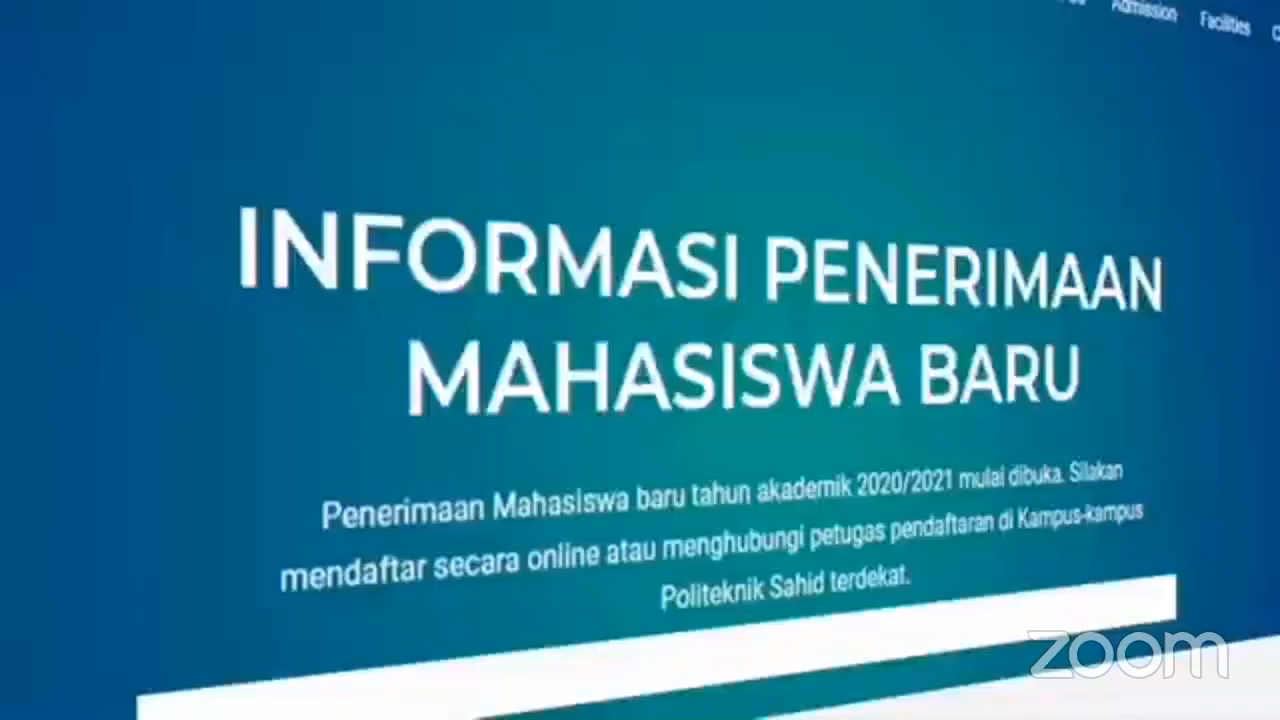 Admission Facilities
INFORMASI PENERIMAAN
MAHASISWA BARU
Penerimaan Mahasiswa baru tahun akademik 2020/2021 mulai dibuka. Silakan
mendaftar secara online atau menghubungi petugas pendaftaran di Kampus-kampus
Politeknik Sahid terdekat.
zoom